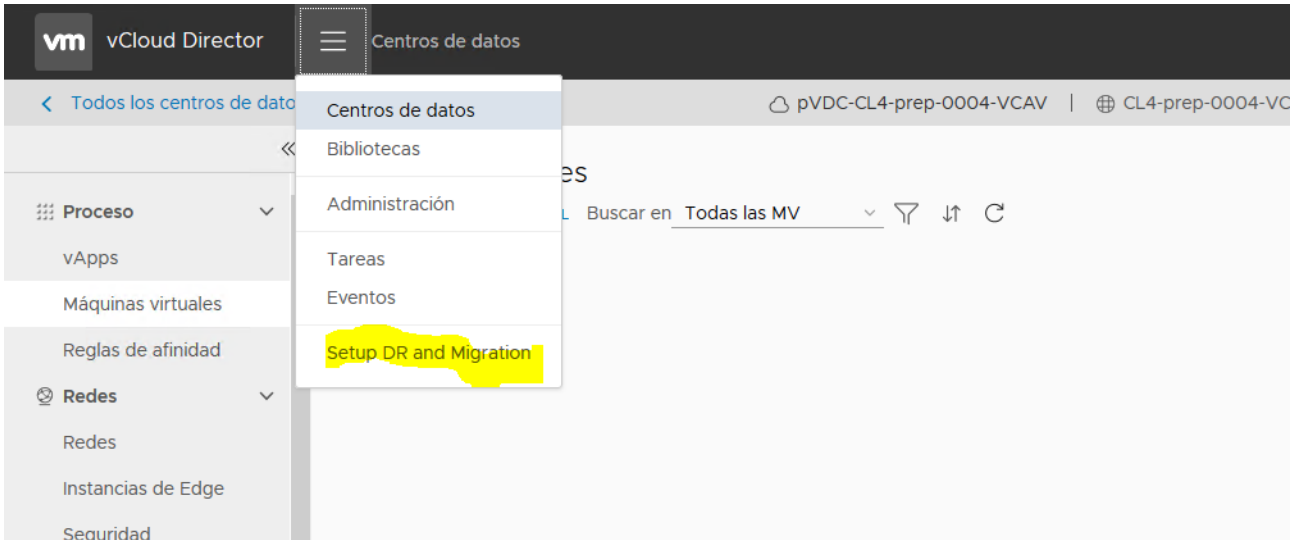 vm vCloud Director Centros de datos
Todos los centros de dato pVDC-CL4-prep-0004-VCAV | CL4-prep-0004-VC
Centros de datos
Bibliotecas
Administración
Tareas
Eventos
Setup DR and Migration
es
Buscar en Todas las MV
Proceso
vApps
Máquinas virtuales
Reglas de afinidad
Redes
Redes
Instancias de Edge
Seguridad